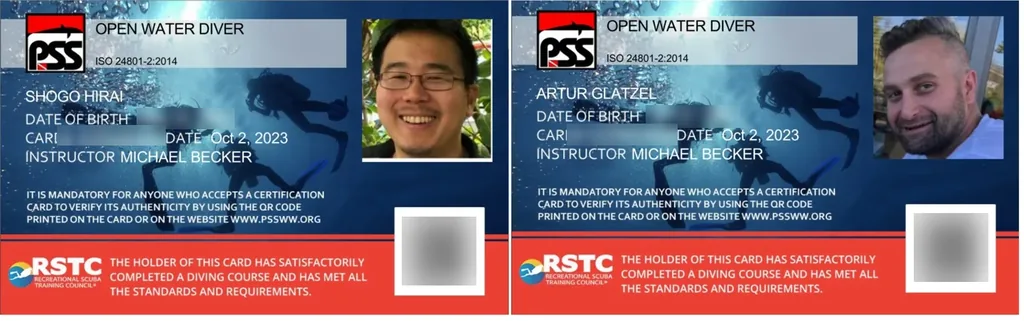 PSS
OPEN WATER DIVER
ISO 24801-2:2014
SHOGO HIRAI
DATE OF BIRTH
CARD DATE Oct 2, 2023
INSTRUCTOR MICHAEL BECKER
IT IS MANDATORY FOR ANYONE WHO ACCEPTS A CERTIFICATION
CARD TO VERIFY ITS AUTHENTICITY BY USING THE QR CODE
PRINTED ON THE CARD OR ON THE WEBSITE WWW.PSSWW.ORG
RSTC
RECREATIONAL SCUBA
TRAINING COUNCIL®
THE HOLDER OF THIS CARD HAS SATISFACTORILY
COMPLETED A DIVING COURSE AND HAS MET ALL
THE STANDARDS AND REQUIREMENTS.
PSS
OPEN WATER DIVER
ISO 24801-2:2014
ARTUR GLATZEL
DATE OF BIRTH
CARD DATE Oct 2, 2023
INSTRUCTOR MICHAEL BECKER
IT IS MANDATORY FOR ANYONE WHO ACCEPTS A CERTIFICATION
CARD TO VERIFY ITS AUTHENTICITY BY USING THE QR CODE
PRINTED ON THE CARD OR ON THE WEBSITE WWW.PSSWW.ORG
RSTC
RECREATIONAL SCUBA
TRAINING COUNCIL®
THE HOLDER OF THIS CARD HAS SATISFACTORILY
COMPLETED A DIVING COURSE AND HAS MET ALL
THE STANDARDS AND REQUIREMENTS.